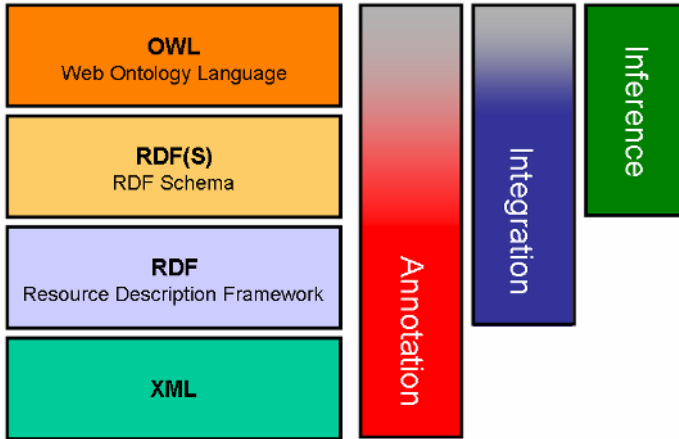 OWL
Web Ontology Language
RDF(S)
RDF Schema
RDF
Resource Description Framework
XML
Annotation
Integration
Inference